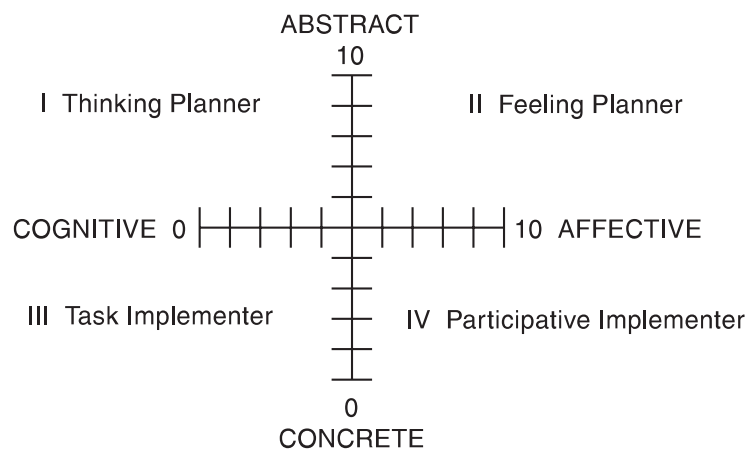 ABSTRACT
10
I Thinking Planner
II Feeling Planner
COGNITIVE 0
10 AFFECTIVE
III Task Implementer
IV Participative Implementer
0
CONCRETE